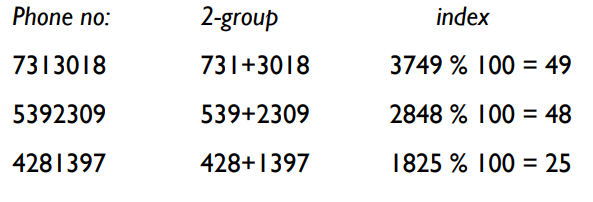 Phone no: 2-group index
7313018 731+3018 3749 % 100 = 49
5392309 539+2309 2848 % 100 = 48
4281397 428+1397 1825 % 100 = 25